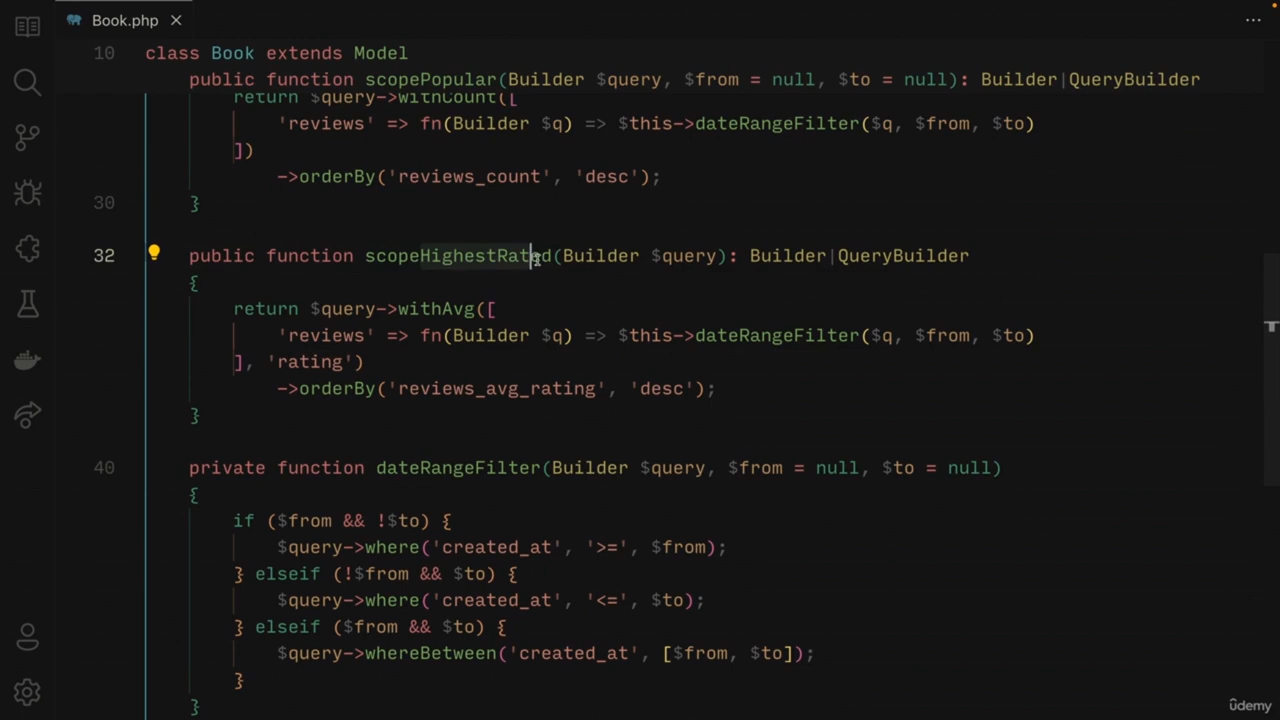 Book.php
10 class Book extends Model
public function scopePopular(Builder $query, $from = null, $to = null): Builder|QueryBuilder
return $query->withCount([
'reviews' => fn(Builder $q) => $this->dateRangeFilter($q, $from, $to)
])
->orderBy('reviews_count', 'desc');
30 }
32 public function scopeHighestRated(Builder $query): Builder|QueryBuilder
{
return $query->withAvg([
'reviews' => fn(Builder $q) => $this->dateRangeFilter($q, $from, $to)
], 'rating')
->orderBy('reviews_avg_rating', 'desc');
}
40 private function dateRangeFilter(Builder $query, $from = null, $to = null)
{
if ($from && !$to) {
$query->where('created_at', '>=', $from);
} elseif (!$from && $to) {
$query->where('created_at', '<=', $to);
} elseif ($from && $to) {
$query->whereBetween('created_at', [$from, $to]);
}
}
udemy